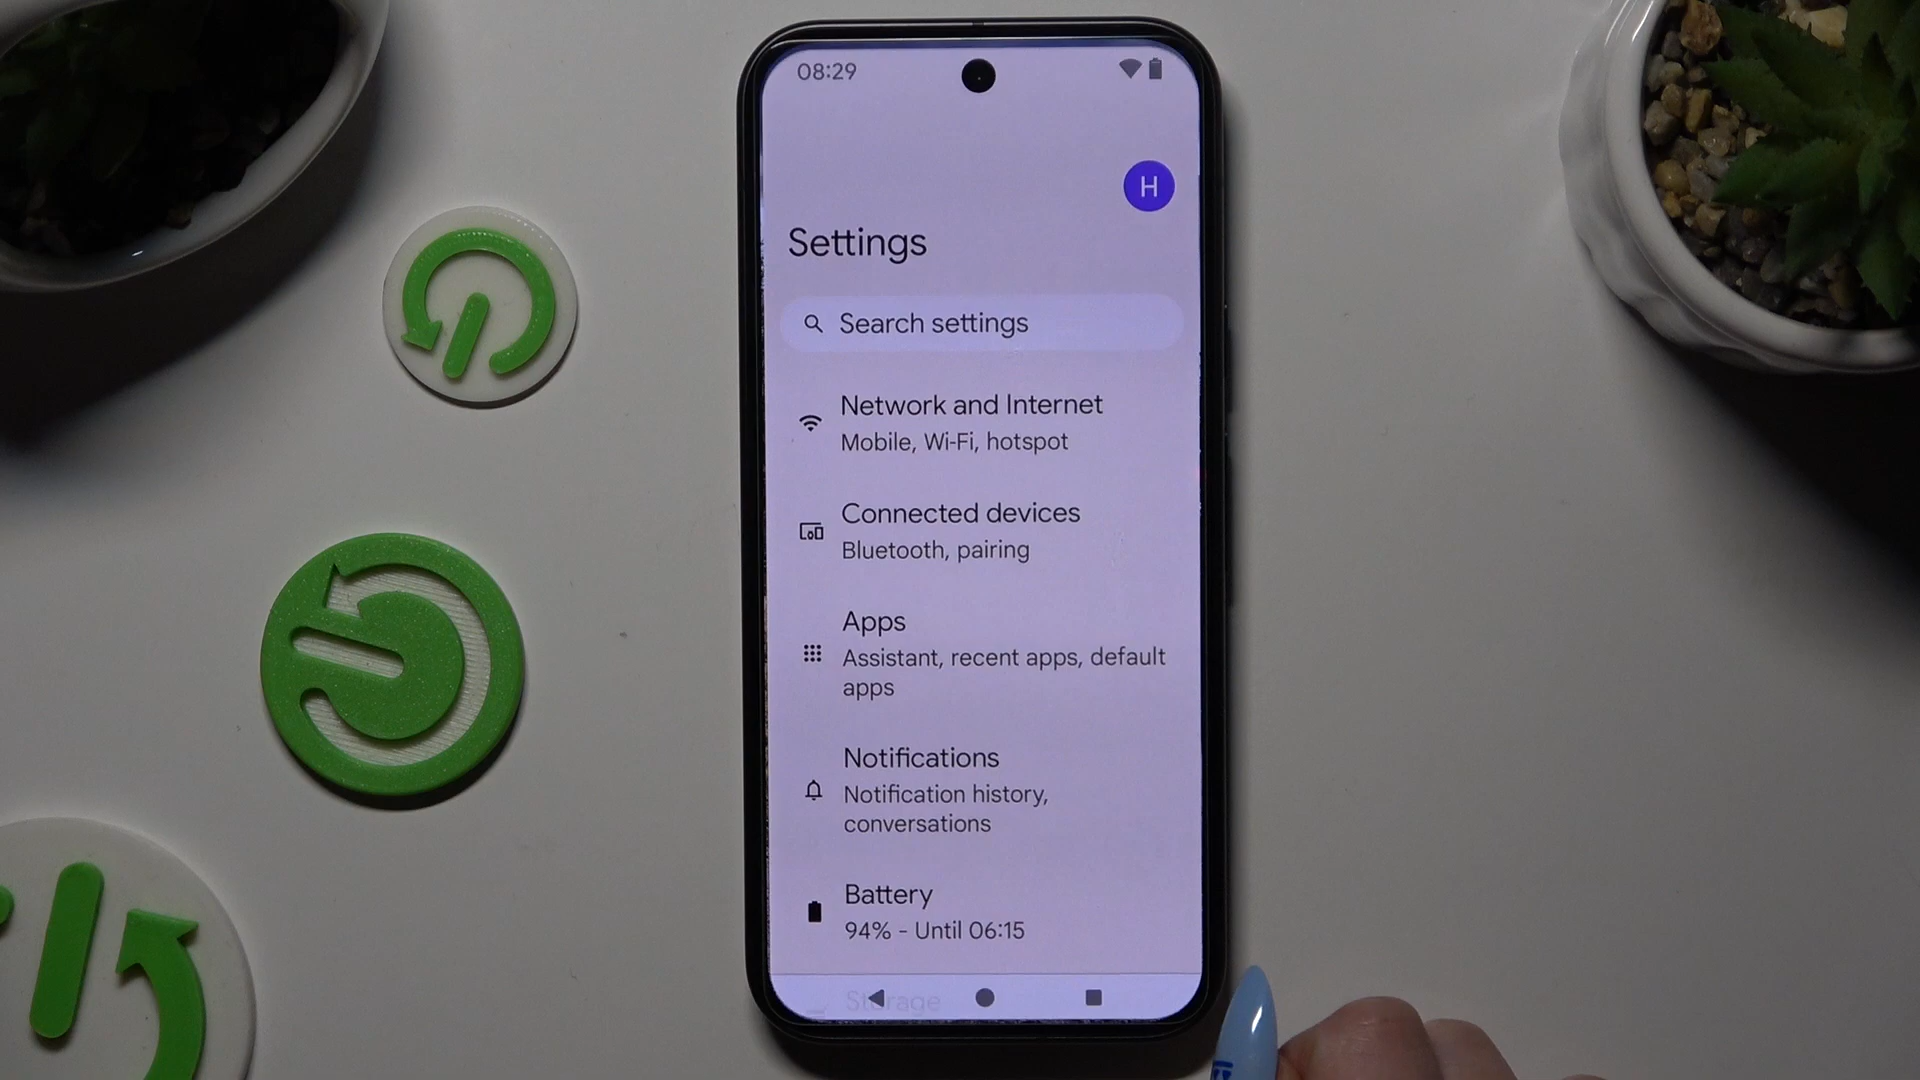 08:29
H
Settings
Search settings
Network and Internet
Mobile, Wi-Fi, hotspot
Connected devices
Bluetooth, pairing
Apps
Assistant, recent apps, default
apps
Notifications
Notification history,
conversations
Battery
94% - Until 06:15
Storage